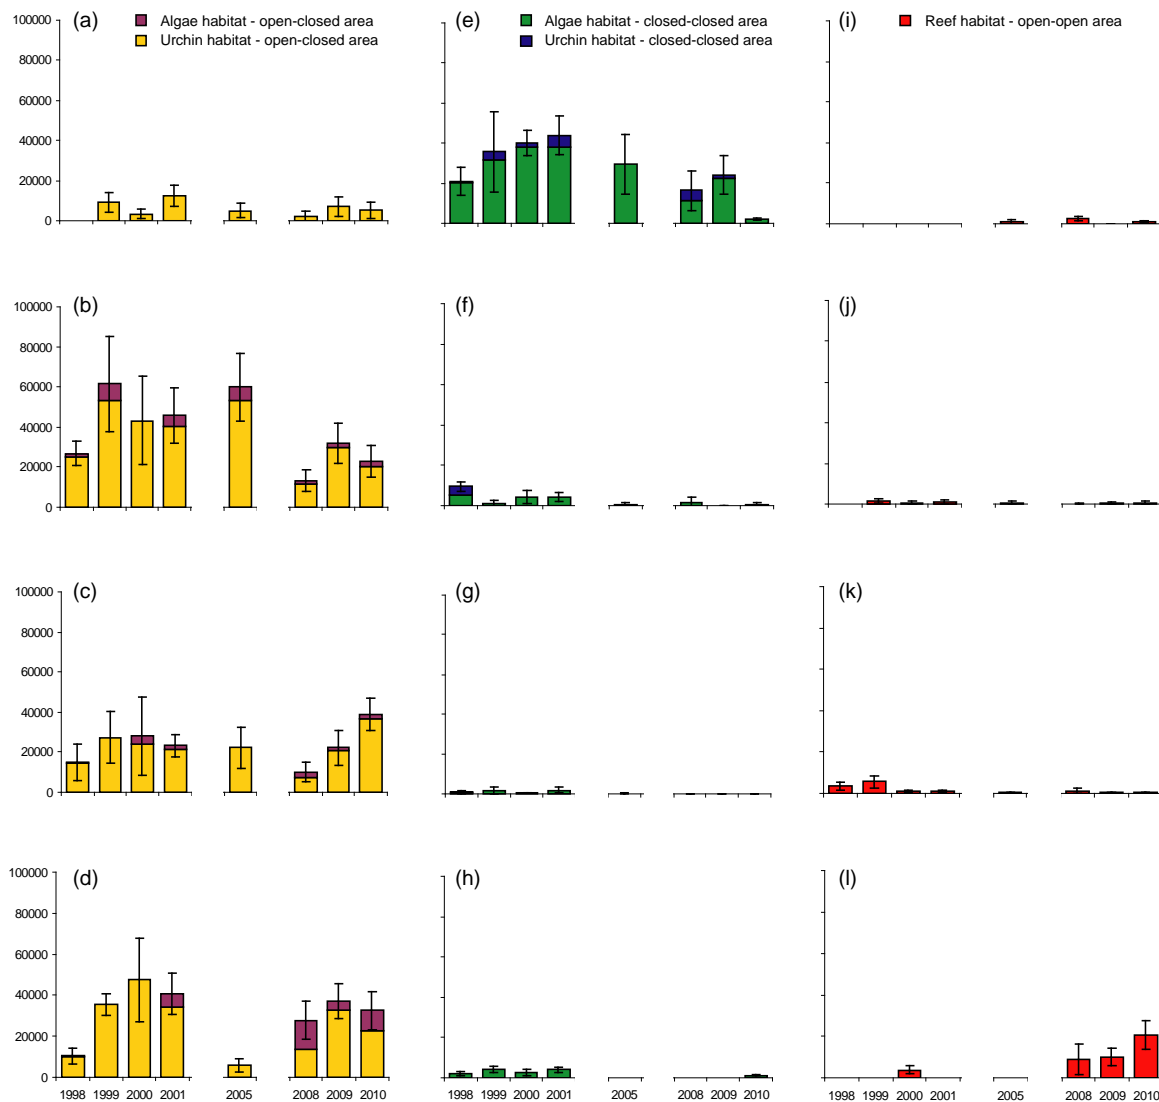 (a)
Algae habitat - open-closed area
Urchin habitat - open-closed area
(e)
Algae habitat - closed-closed area
Urchin habitat - closed-closed area
(i)
Reef habitat - open-open area
100000
80000
60000
40000
20000
0
(b)
(f)
(j)
100000
80000
60000
40000
20000
0
(c)
(g)
(k)
100000
80000
60000
40000
20000
0
(d)
(h)
(l)
100000
80000
60000
40000
20000
0
1998 1999 2000 2001 2005 2008 2009 2010
1998 1999 2000 2001 2005 2008 2009 2010
1998 1999 2000 2001 2005 2008 2009 2010